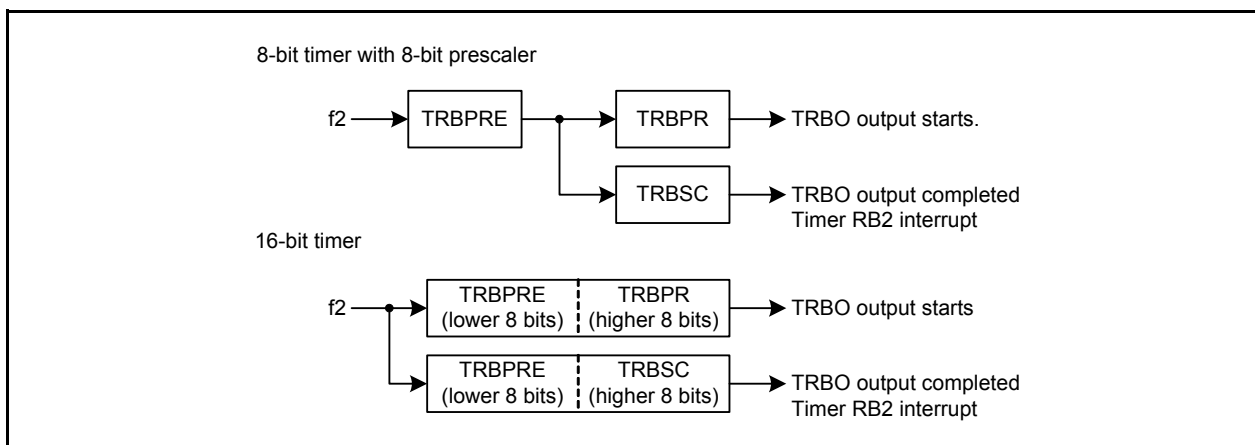 8-bit timer with 8-bit prescaler
f2
TRBPRE
TRBPR
TRBO output starts.
TRBSC
TRBO output completed
Timer RB2 interrupt
16-bit timer
f2
TRBPRE
(lower 8 bits)
TRBPR
(higher 8 bits)
TRBO output starts
TRBPRE
(lower 8 bits)
TRBSC
(higher 8 bits)
TRBO output completed
Timer RB2 interrupt